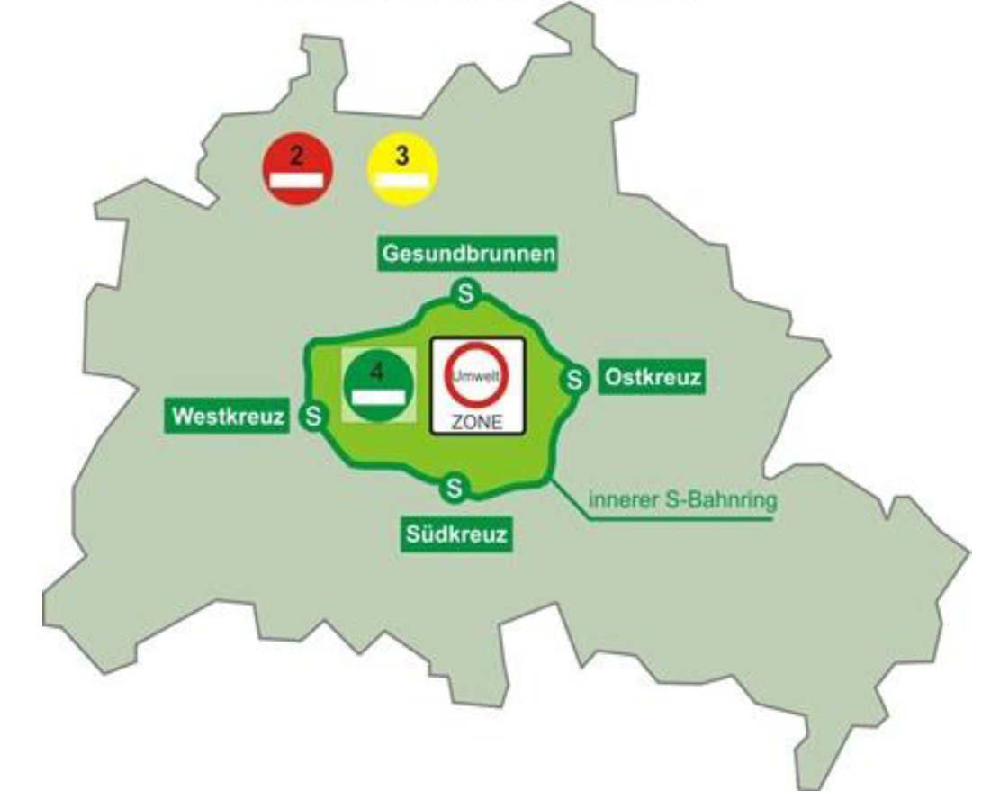 2
3
Gesundbrunnen
S
4
Umwelt
ZONE
S
Ostkreuz
Westkreuz
S
S
innerer S-Bahnring
Südkreuz